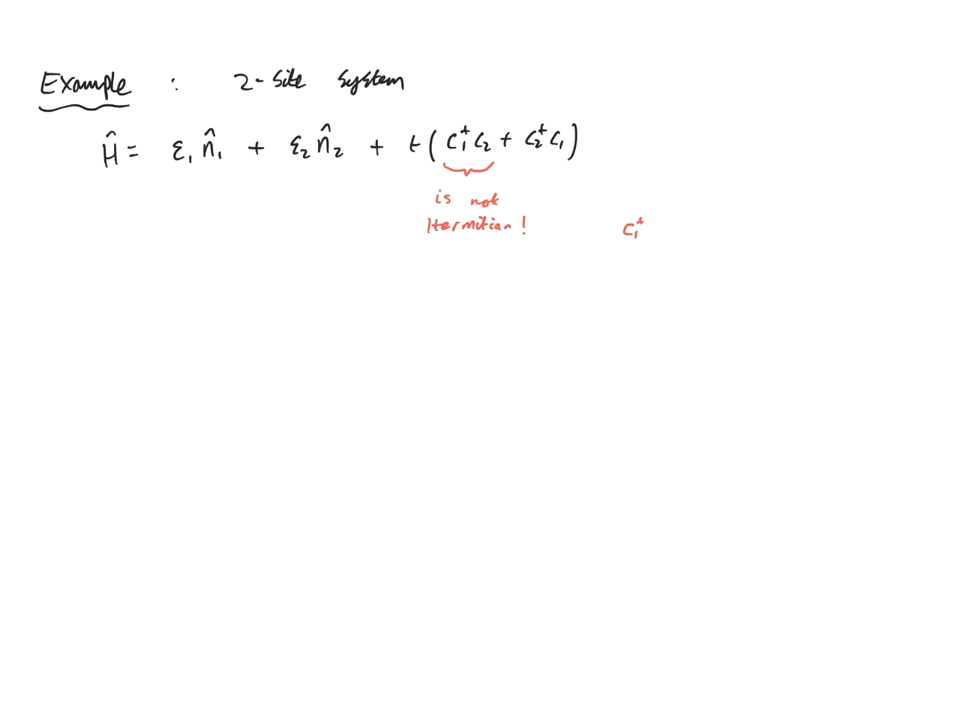 Example : 2-site system
Ĥ = ε₁ n̂₁ + ε₂ n̂₂ + t ( c₁⁺ c₂ + c₂⁺ c₁ )
is not
Hermitian !
c₁⁺